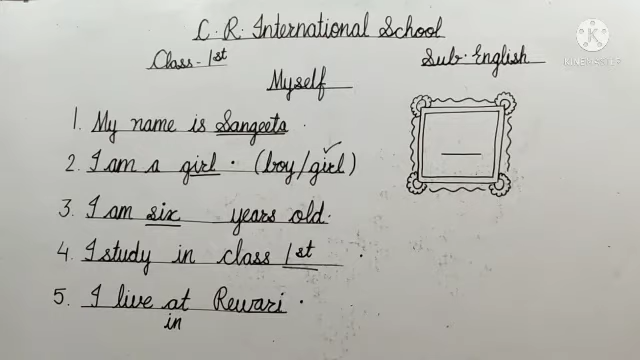 C. R. International School
Class - 1st
Sub. English
Myself
1. My name is Sangeeta.
2. I am a girl. (boy/girl)
3. I am six years old.
4. I study in class 1st.
5. I live at Rewari.
in